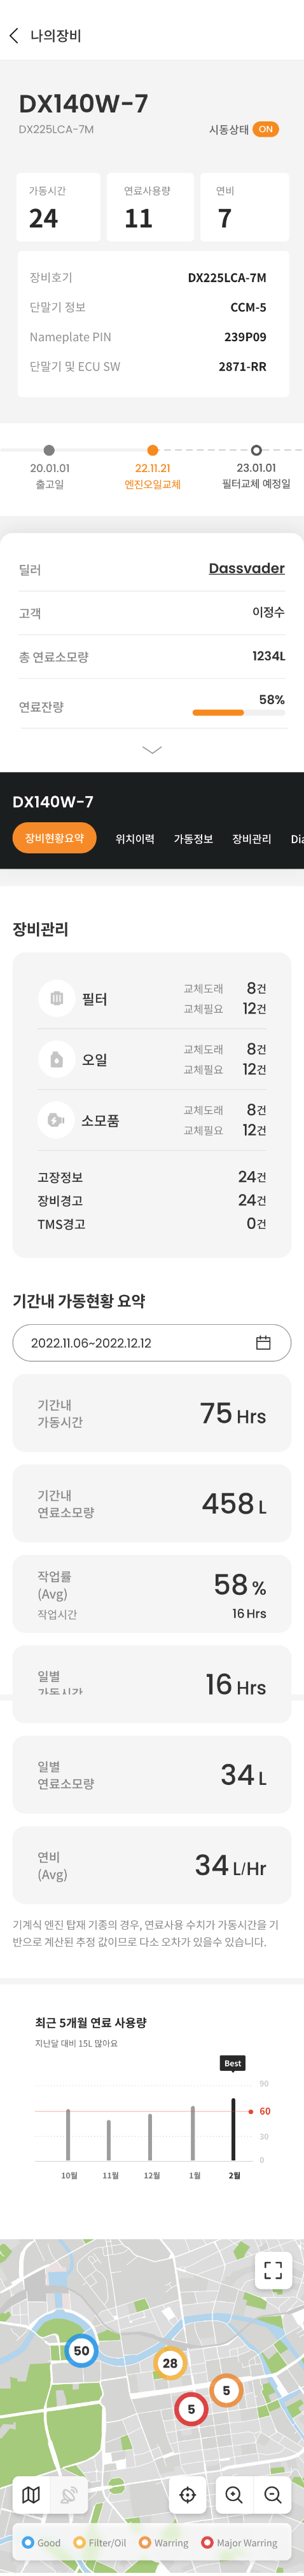 나의장비
DX140W-7
DX225LCA-7M
시동상태 ON
가동시간 연료사용량 연비
24 11 7
장비호기 DX225LCA-7M
단말기 정보 CCM-5
Nameplate PIN 239P09
단말기 및 ECU SW 2871-RR
20.01.01 22.11.21 23.01.01
출고일 엔진오일교체 필터교체 예정일
딜러 Dassvader
고객 이정수
총 연료소모량 1234L
58%
연료잔량
DX140W-7
장비현황요약 위치이력 가동정보 장비관리 Dia
장비관리
필터
교체도래 8건
교체필요 12건
오일
교체도래 8건
교체필요 12건
소모품
교체도래 8건
교체필요 12건
고장정보 24건
장비경고 24건
TMS경고 0건
기간내 가동현황 요약
2022.11.06~2022.12.12
기간내
가동시간
75 Hrs
기간내
연료소모량
458 L
작업률
(Avg)
58 %
작업시간 16 Hrs
일별
가동시간
16 Hrs
일별
연료소모량
34 L
연비
(Avg)
34 L/Hr
기계식 엔진 탑재 기종의 경우, 연료사용 수치가 가동시간을 기
반으로 계산된 추정 값이므로 다소 오차가 있을수 있습니다.
최근 5개월 연료 사용량
지난달 대비 15L 많아요
Best
90
60
30
0
10월 11월 12월 1월 2월
50
28
5
5
Good Filter/Oil Warring Major Warring